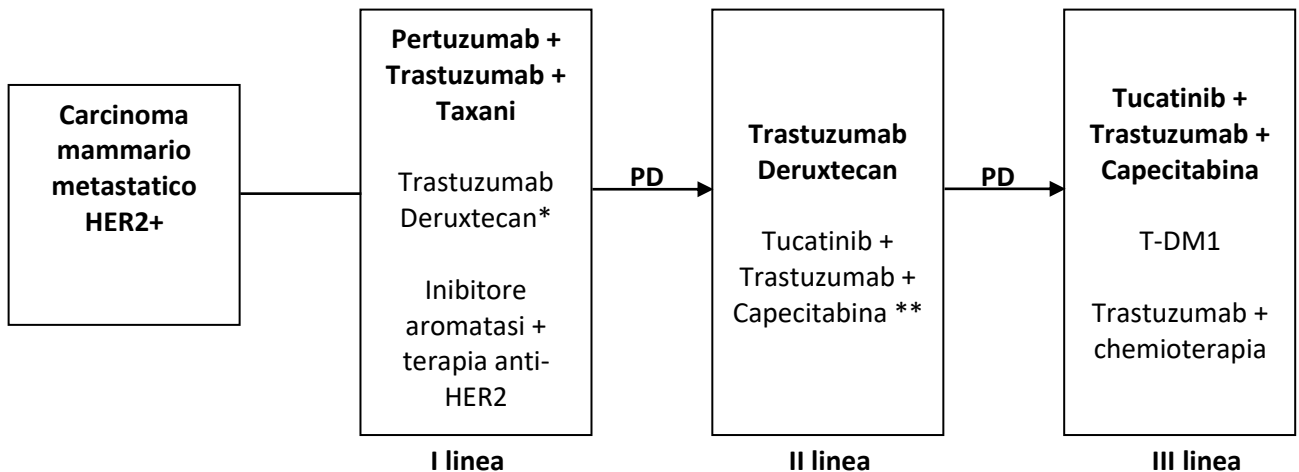 Carcinoma
mammario
metastatico
HER2+
Pertuzumab +
Trastuzumab +
Taxani
Trastuzumab
Deruxtecan*
Inibitore
aromatasi +
terapia anti-
HER2
I linea
PD
Trastuzumab
Deruxtecan
Tucatinib +
Trastuzumab +
Capecitabina **
II linea
PD
Tucatinib +
Trastuzumab +
Capecitabina
T-DM1
Trastuzumab +
chemioterapia
III linea